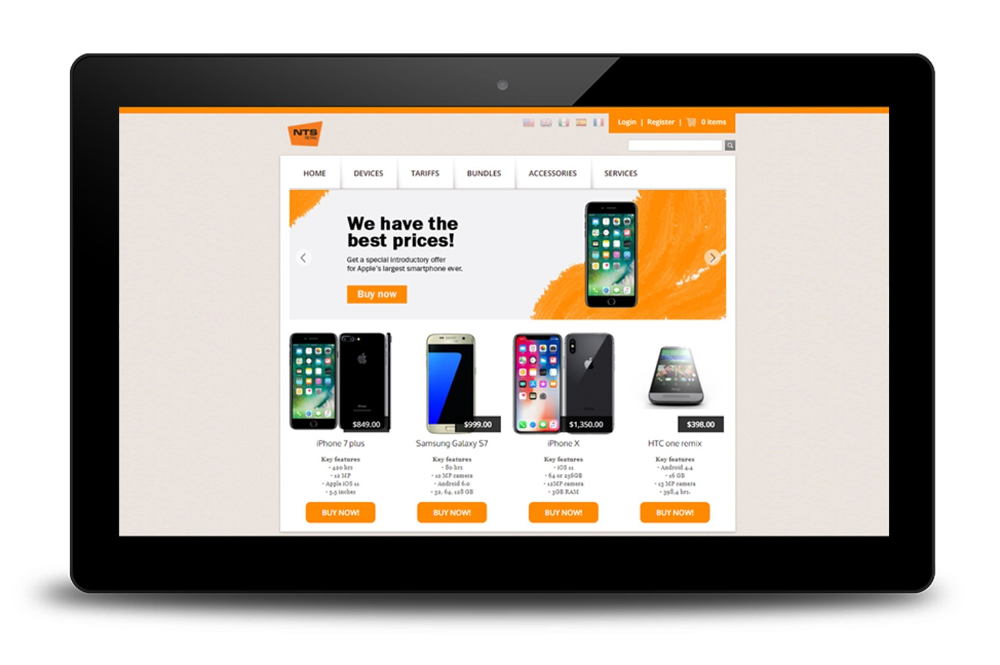 NTS
RETAIL
Login | Register | 0 items
HOME
DEVICES
TARIFFS
BUNDLES
ACCESSORIES
SERVICES
We have the
best prices!
Get a special introductory offer
for Apple's largest smartphone ever.
Buy now
$849.00
$999.00
$1,350.00
$398.00
iPhone 7 plus
Key features
- 420 hrs
- 12 MP
- Apple iOS 11
- 5.5 inches
BUY NOW!
Samsung Galaxy S7
Key features
- 80 hrs
- 12 MP camera
- Android 6.0
- 32, 64, 128 GB
BUY NOW!
iPhone X
Key features
- iOS 11
- 64 or 256GB
- 12MP camera
- 3GB RAM
BUY NOW!
HTC one remix
Key features
- Android 4.4
- 16 GB
- 13 MP camera
- 398,4 hrs.
BUY NOW!